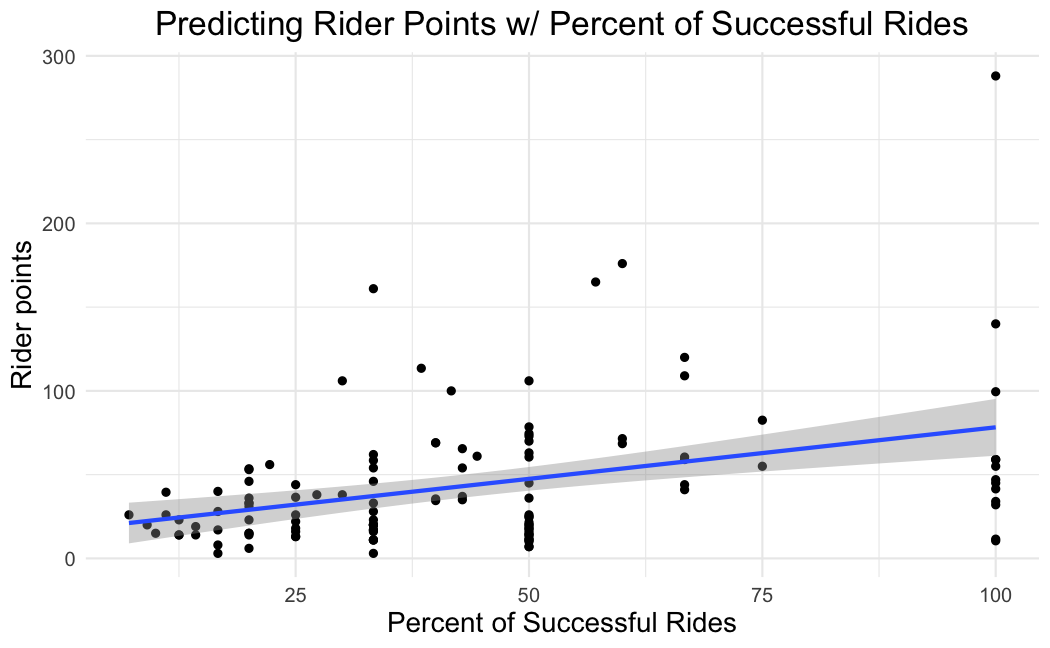 Predicting Rider Points w/ Percent of Successful Rides
Rider points
300
200
100
0
25 50 75 100
Percent of Successful Rides